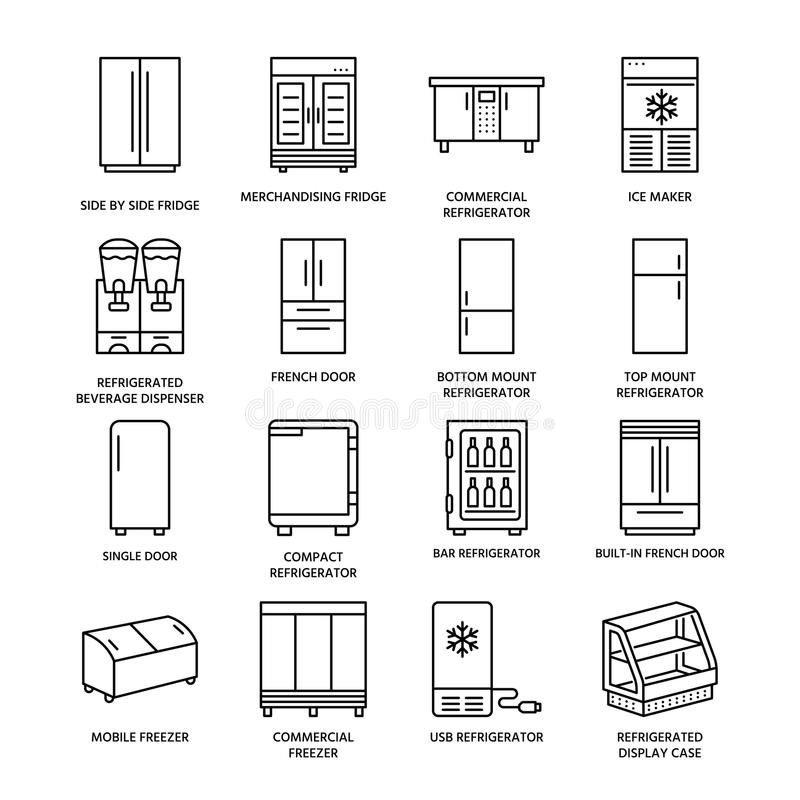 SIDE BY SIDE FRIDGE
MERCHANDISING FRIDGE
COMMERCIAL
REFRIGERATOR
ICE MAKER
REFRIGERATED
BEVERAGE DISPENSER
FRENCH DOOR
BOTTOM MOUNT
REFRIGERATOR
TOP MOUNT
REFRIGERATOR
dreamstime.com
SINGLE DOOR
COMPACT
REFRIGERATOR
BAR REFRIGERATOR
BUILT-IN FRENCH DOOR
MOBILE FREEZER
COMMERCIAL
FREEZER
USB REFRIGERATOR
REFRIGERATED
DISPLAY CASE